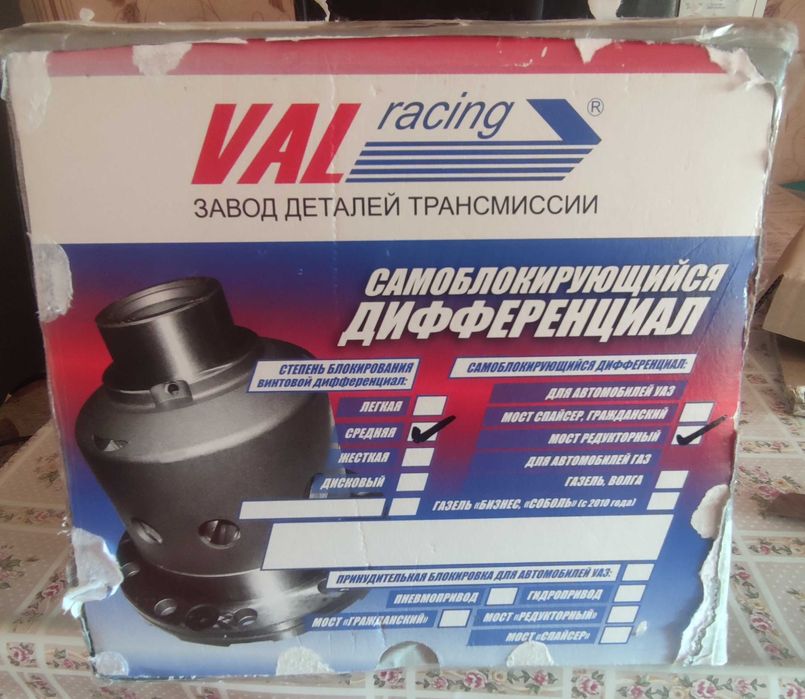 VAL racing ®
ЗАВОД ДЕТАЛЕЙ ТРАНСМИССИИ
САМОБЛОКИРУЮЩИЙСЯ
ДИФФЕРЕНЦИАЛ
СТЕПЕНЬ БЛОКИРОВАНИЯ
ВИНТОВОЙ ДИФФЕРЕНЦИАЛ:
ЛЕГКАЯ
СРЕДНЯЯ
ЖЕСТКАЯ
ДИСКОВЫЙ
САМОБЛОКИРУЮЩИЙСЯ ДИФФЕРЕНЦИАЛ:
ДЛЯ АВТОМОБИЛЕЙ УАЗ
МОСТ СПАЙСЕР, ГРАЖДАНСКИЙ
МОСТ РЕДУКТОРНЫЙ
ДЛЯ АВТОМОБИЛЕЙ ГАЗ
ГАЗЕЛЬ, ВОЛГА
ГАЗЕЛЬ «БИЗНЕС, «СОБОЛЬ» (с 2010 года)
ПРИНУДИТЕЛЬНАЯ БЛОКИРОВКА ДЛЯ АВТОМОБИЛЕЙ УАЗ:
ПНЕВМОПРИВОД
ГИДРОПРИВОД
МОСТ «ГРАЖДАНСКИЙ»
МОСТ «РЕДУКТОРНЫЙ»
МОСТ «СПАЙСЕР»